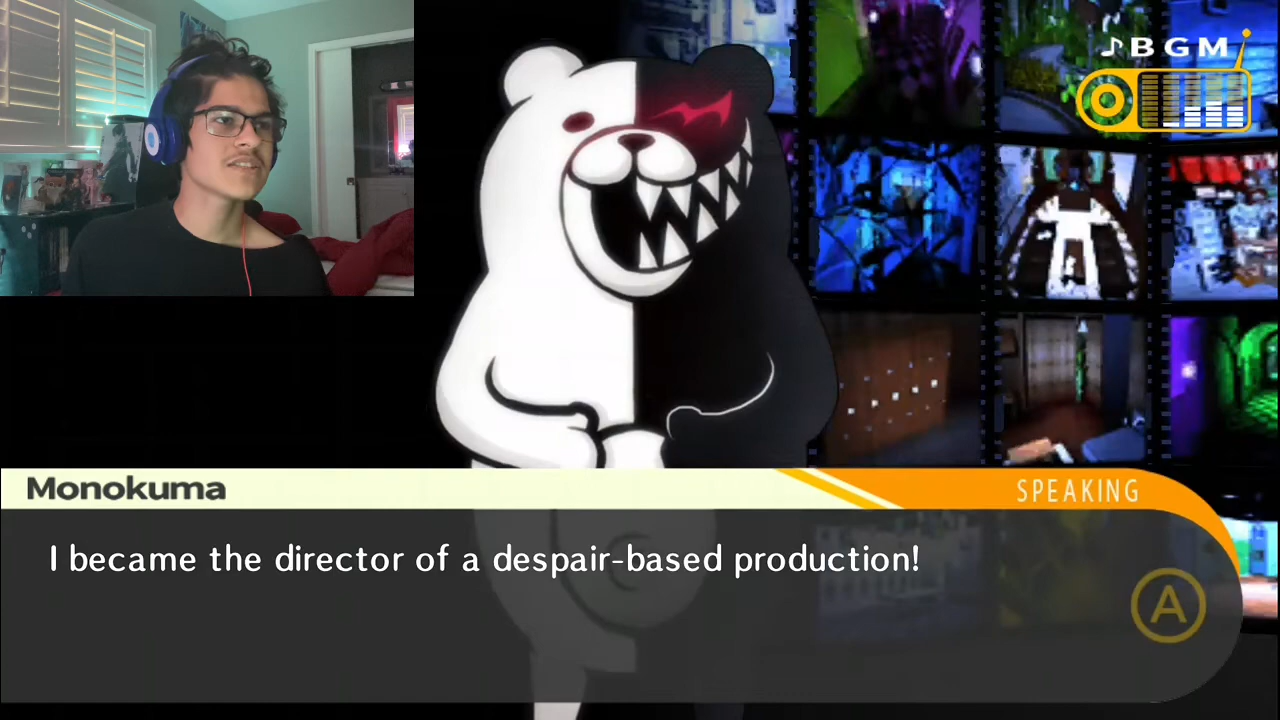 ♪BGM
Monokuma
SPEAKING
I became the director of a despair-based production!
A